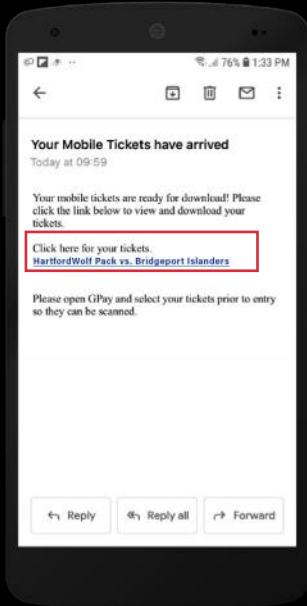 76% 1:33 PM
Your Mobile Tickets have arrived
Today at 09:59
Your mobile tickets are ready for download! Please
click the link below to view and download your
tickets.
Click here for your tickets.
HartfordWolf Pack vs. Bridgeport Islanders
Please open GPay and select your tickets prior to entry
so they can be scanned.
Reply Reply all Forward